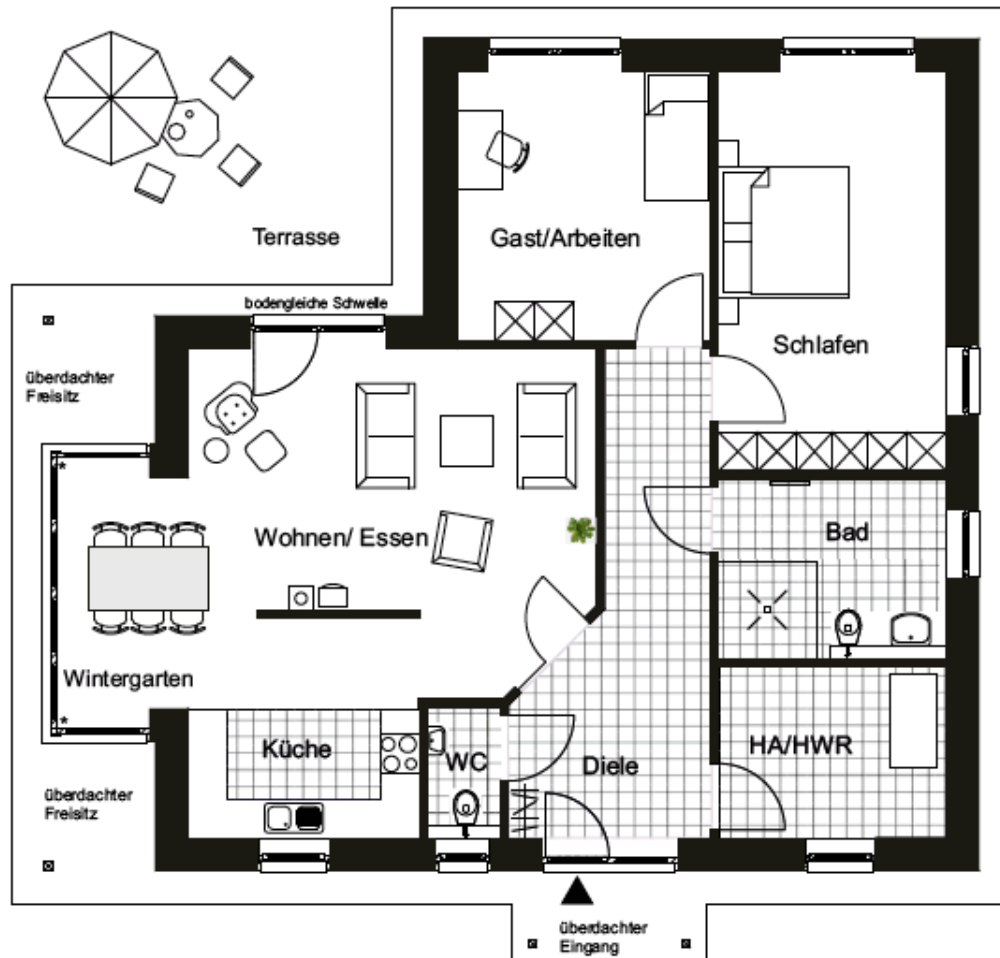 Terrasse
Gast/Arbeiten
bodengleiche Schwelle
Schlafen
überdachter
Freisitz
Wohnen/ Essen
Bad
*
Wintergarten
*
Küche
WC
Diele
HA/HWR
überdachter
Freisitz
überdachter
Eingang